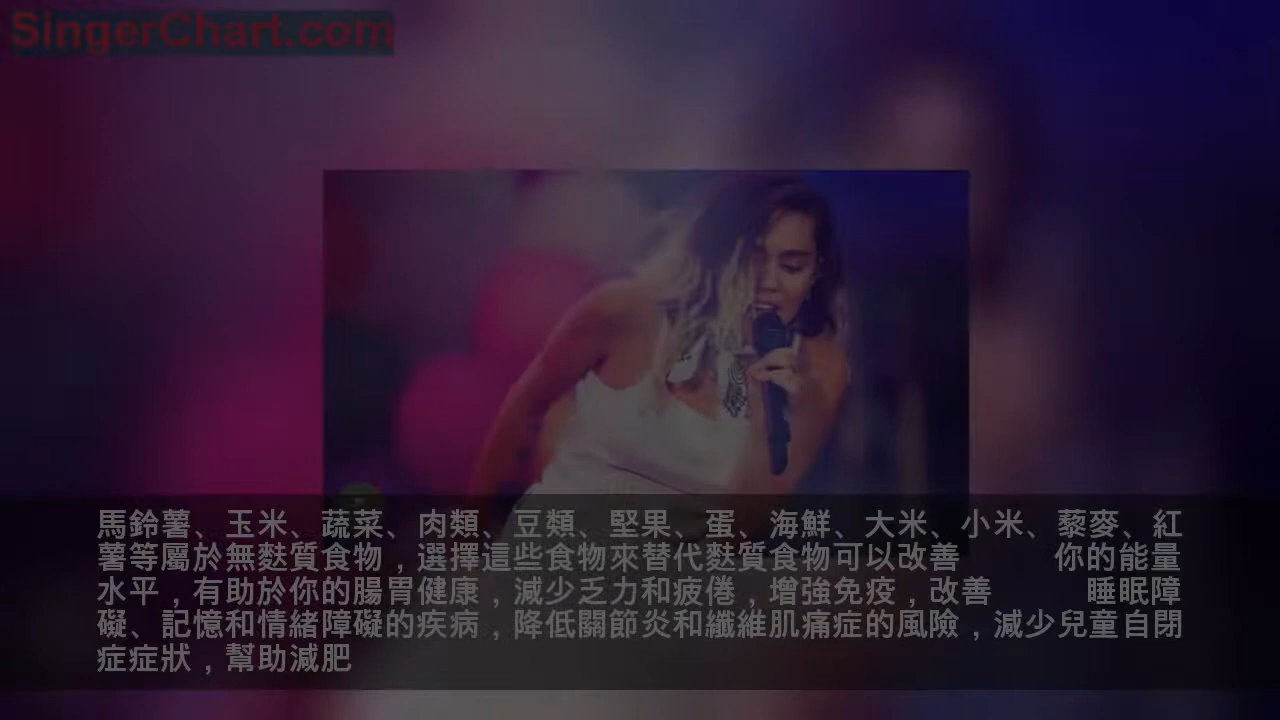 SingerChart.com
馬鈴薯、玉米、蔬菜、肉類、豆類、堅果、蛋、海鮮、大米、小米、藜麥、紅
薯等屬於無麩質食物，選擇這些食物來替代麩質食物可以改善　　　你的能量
水平，有助於你的腸胃健康，減少乏力和疲倦，增強免疫，改善　　　睡眠障
礙、記憶和情緒障礙的疾病，降低關節炎和纖維肌痛症的風險，減少兒童自閉
症症狀，幫助減肥